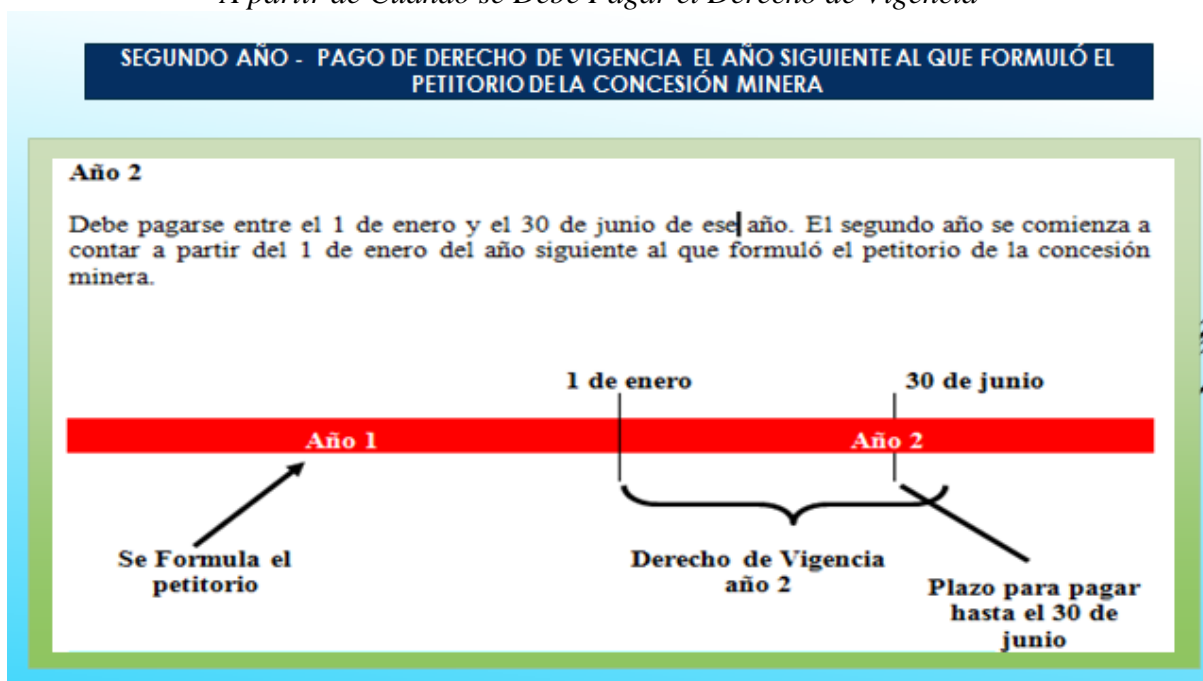 A partir de Cuándo se Debe Pagar el Derecho de Vigencia
SEGUNDO AÑO - PAGO DE DERECHO DE VIGENCIA EL AÑO SIGUIENTE AL QUE FORMULÓ EL
PETITORIO DE LA CONCESIÓN MINERA
Año 2
Debe pagarse entre el 1 de enero y el 30 de junio de ese año. El segundo año se comienza a
contar a partir del 1 de enero del año siguiente al que formuló el petitorio de la concesión
minera.
1 de enero
30 de junio
Año 1
Año 2
Se Formula el
petitorio
Derecho de Vigencia
año 2
Plazo para pagar
hasta el 30 de
junio